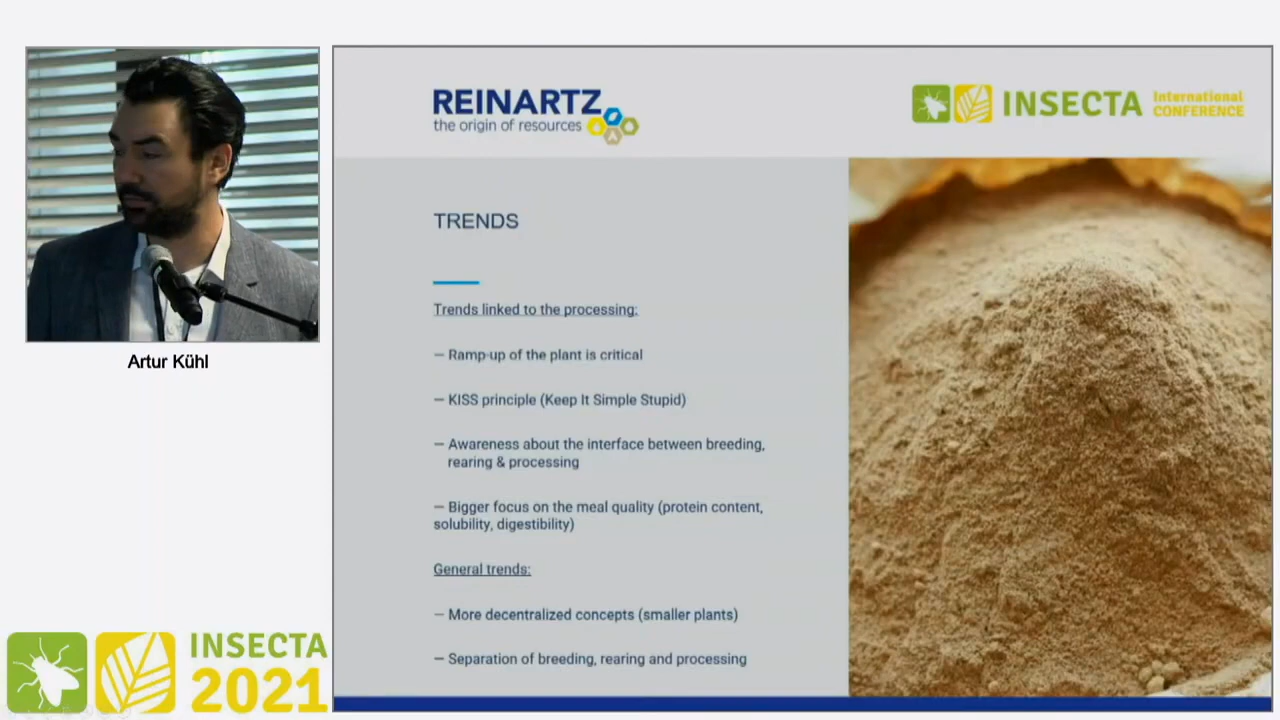 REINARTZ
the origin of resources
INSECTA
International
CONFERENCE
TRENDS
Trends linked to the processing:
– Ramp-up of the plant is critical
– KISS principle (Keep It Simple Stupid)
– Awareness about the interface between breeding,
rearing & processing
– Bigger focus on the meal quality (protein content,
solubility, digestibility)
General trends:
– More decentralized concepts (smaller plants)
– Separation of breeding, rearing and processing
Artur Kühl
INSECTA
2021